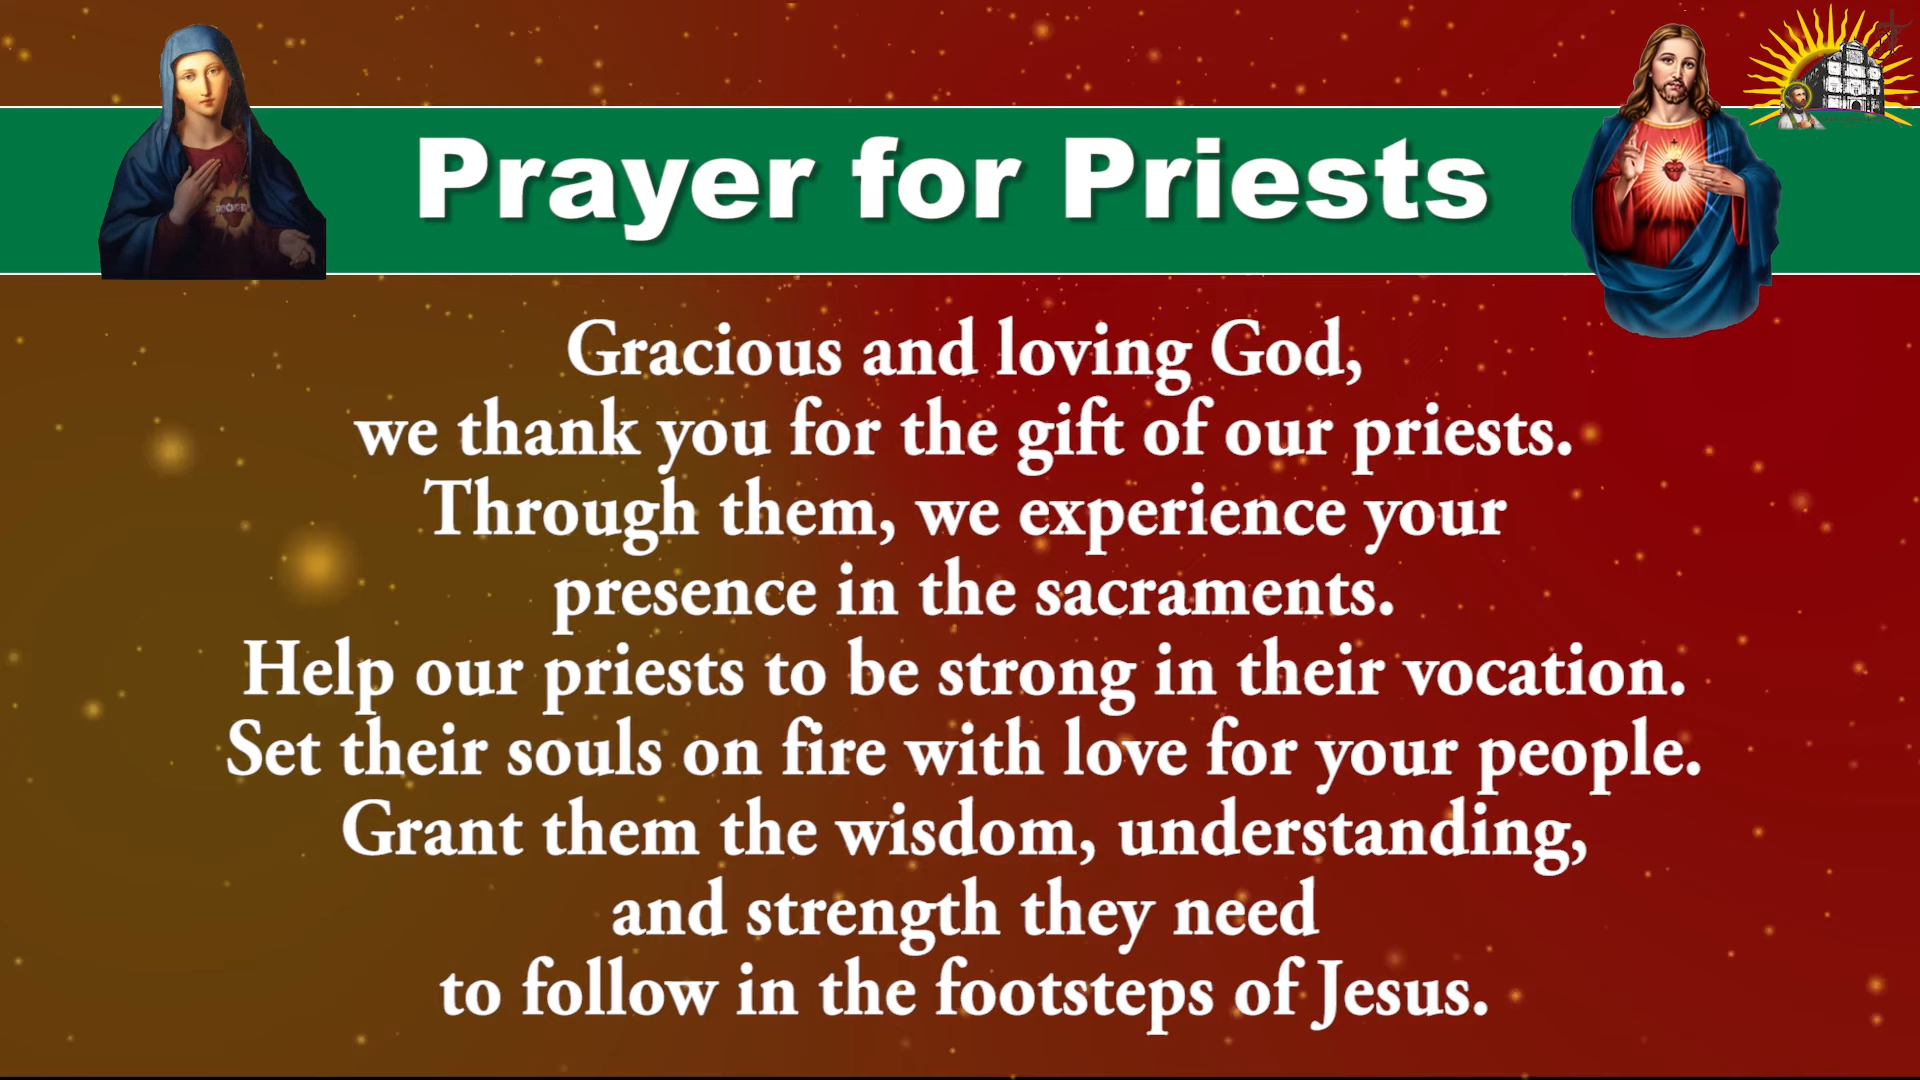 Prayer for Priests
Gracious and loving God,
we thank you for the gift of our priests.
Through them, we experience your
presence in the sacraments.
Help our priests to be strong in their vocation.
Set their souls on fire with love for your people.
Grant them the wisdom, understanding,
and strength they need
to follow in the footsteps of Jesus.